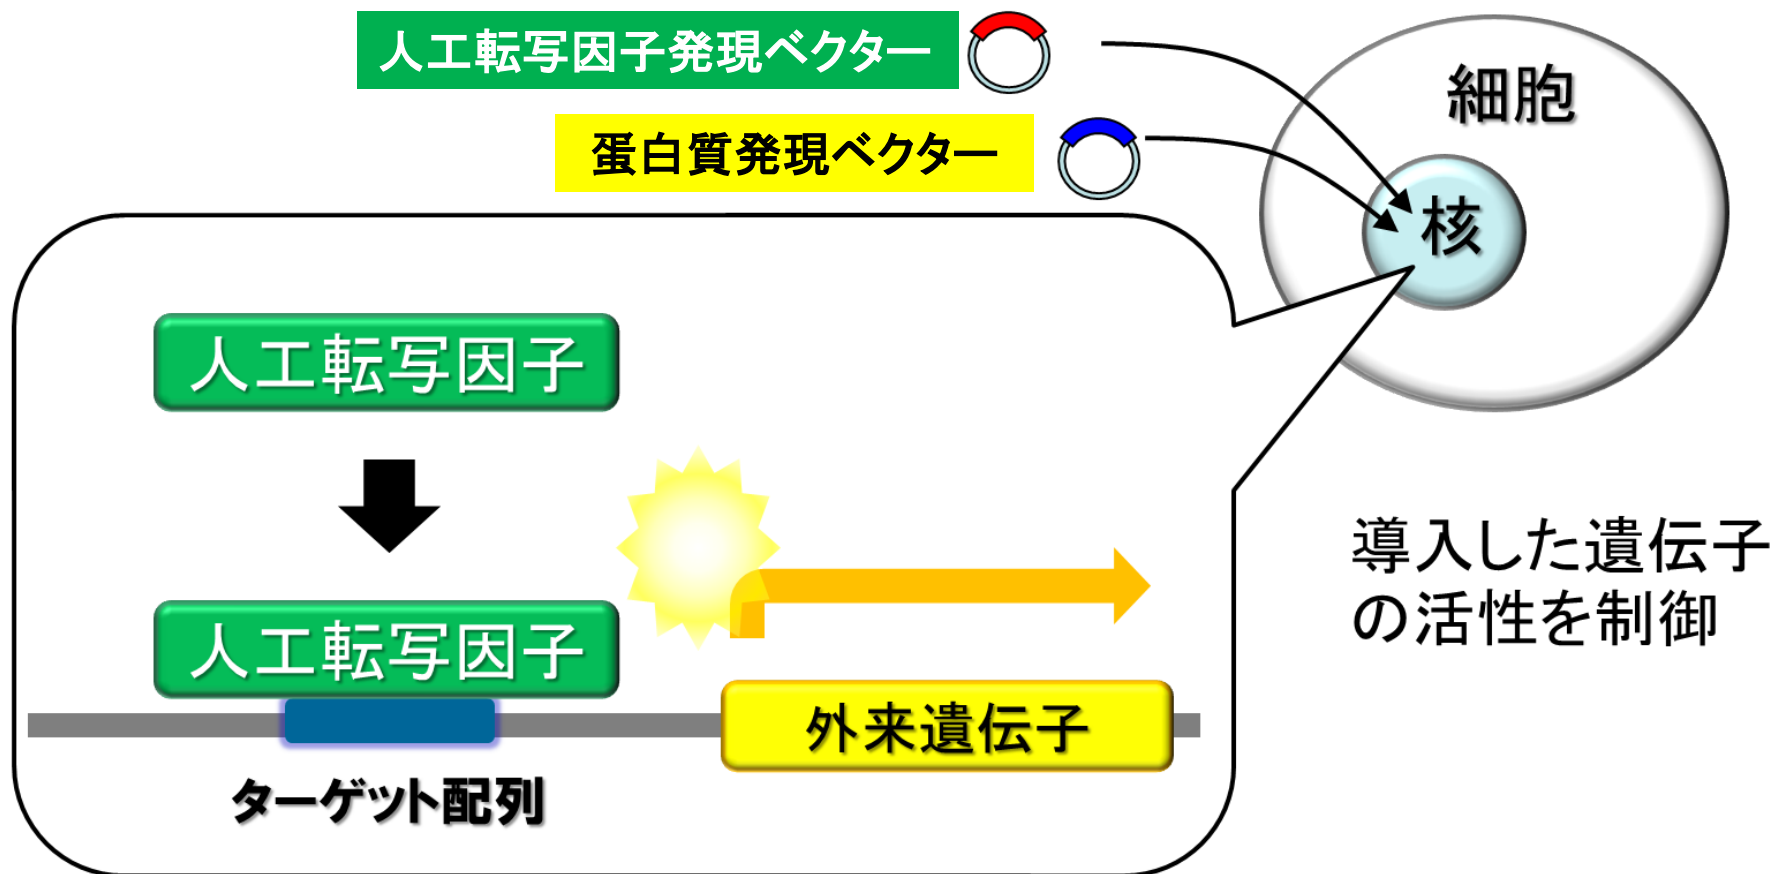 人工転写因子発現ベクター
蛋白質発現ベクター
細胞
核
人工転写因子
人工転写因子
外来遺伝子
ターゲット配列
導入した遺伝子
の活性を制御